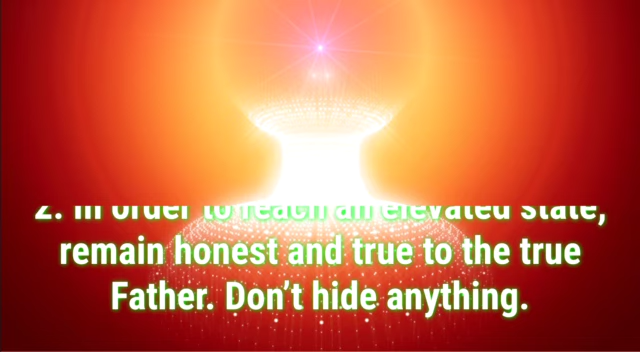 2. In order to reach an elevated state,
remain honest and true to the true
Father. Don’t hide anything.